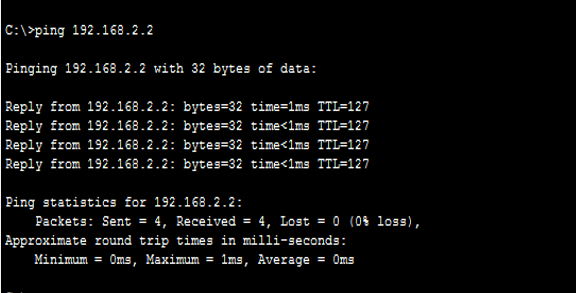 C:\>ping 192.168.2.2
Pinging 192.168.2.2 with 32 bytes of data:
Reply from 192.168.2.2: bytes=32 time=1ms TTL=127
Reply from 192.168.2.2: bytes=32 time<1ms TTL=127
Reply from 192.168.2.2: bytes=32 time<1ms TTL=127
Reply from 192.168.2.2: bytes=32 time<1ms TTL=127
Ping statistics for 192.168.2.2:
Packets: Sent = 4, Received = 4, Lost = 0 (0% loss),
Approximate round trip times in milli-seconds:
Minimum = 0ms, Maximum = 1ms, Average = 0ms